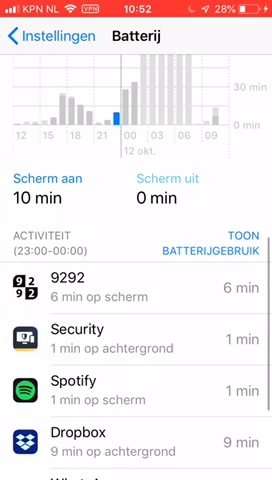 KPN NL VPN 10:52 28%
Instellingen Batterij
30 min
0 min
12 15 18 21 00 03 06 09
12 okt.
Scherm aan Scherm uit
10 min 0 min
ACTIVITEIT TOON
(23:00-00:00) BATTERIJGEBRUIK
9292
6 min op scherm 6 min
Security
1 min op achtergrond 1 min
Spotify
1 min op scherm 1 min
Dropbox
9 min op achtergrond 9 min